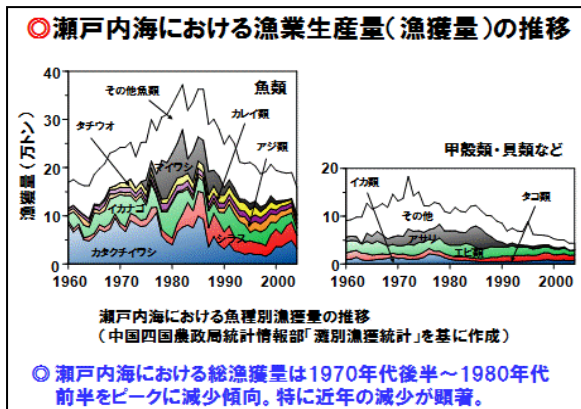 ◎瀬戸内海における漁業生産量(漁獲量)の推移
漁獲量(万トン)
40
30
20
10
0
魚類
その他魚類
カレイ類
タチウオ
アジ類
マイワシ
イカナゴ
シラス
カタクチイワシ
1960 1970 1980 1990 2000
甲殻類・貝類など
20
10
0
イカ類
タコ類
その他
アサリ
エビ類
1960 1970 1980 1990 2000
瀬戸内海における魚種別漁獲量の推移
(中国四国農政局統計情報部「灘別漁獲統計」を基に作成)
◎ 瀬戸内海における総漁獲量は1970年代後半~1980年代
前半をピークに減少傾向。特に近年の減少が顕著。